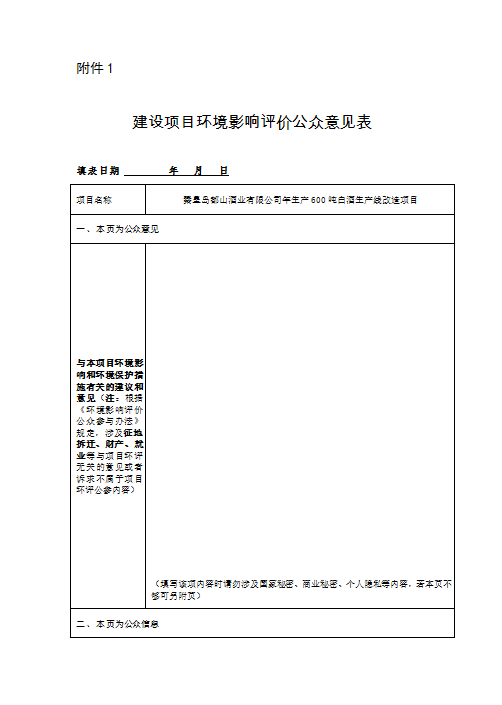 附件1
建设项目环境影响评价公众意见表
填表日期 年 月 日
项目名称 秦皇岛都山酒业有限公司年生产600吨白酒生产线改造项目
一、本页为公众意见
与本项目环境影
响和环境保护措
施有关的建议和
意见（注：根据
《环境影响评价
公众参与办法》
规定，涉及征地
拆迁、财产、就
业等与项目环评
无关的意见或者
诉求不属于项目
环评公参内容）
（填写该项内容时请勿涉及国家秘密、商业秘密、个人隐私等内容，若本页不
够可另附页）
二、本页为公众信息